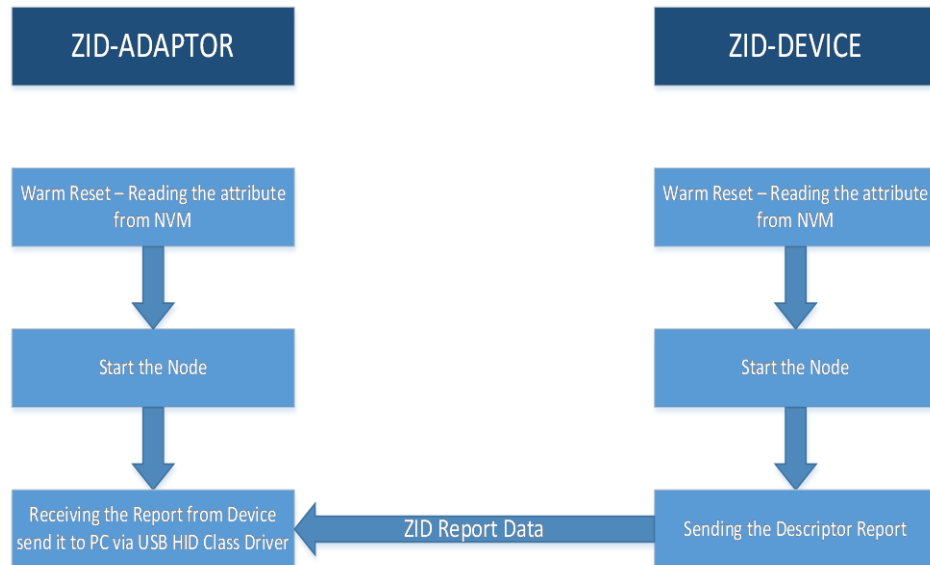 ZID-ADAPTOR
ZID-DEVICE
Warm Reset – Reading the attribute
from NVM
Warm Reset – Reading the attribute
from NVM
Start the Node
Start the Node
Receiving the Report from Device
send it to PC via USB HID Class Driver
ZID Report Data
Sending the Descriptor Report